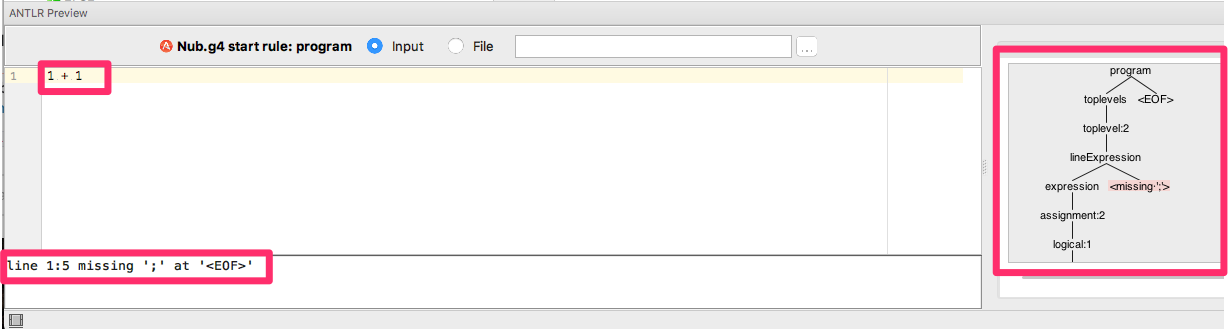 ANTLR Preview
Nub.g4 start rule: program Input File ...
1 1 + 1
line 1:5 missing ';' at '<EOF>'
program
toplevels <EOF>
toplevel:2
lineExpression
expression <missing·';'>
assignment:2
logical:1